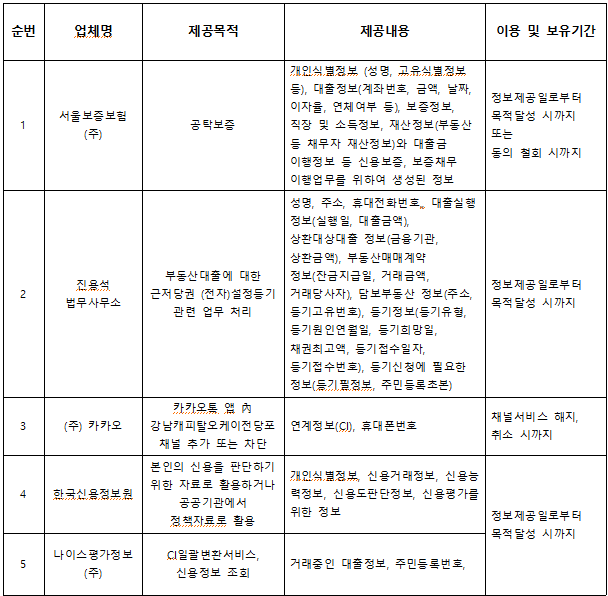 순번 업체명 제공목적 제공내용 이용 및 보유기간
1
서울보증보험
(주)
공탁보증
개인식별정보 (성명, 고유식별정보
등), 대출정보(계좌번호, 금액, 날짜,
이자율, 연체여부 등), 보증정보,
직장 및 소득정보, 재산정보(부동산
등 채무자 재산정보)와 대출금
이행정보 등 신용보증, 보증채무
이행업무를 위하여 생성된 정보
정보제공일로부터
목적달성 시까지
또는
동의 철회 시까지
2
진용석
법무사무소
부동산대출에 대한
근저당권 (전자)설정등기
관련 업무 처리
성명, 주소, 휴대전화번호, 대출실행
정보(실행일, 대출금액),
상환대상대출 정보(금융기관,
상환금액), 부동산매매계약
정보(잔금지급일, 거래금액,
거래당사자), 담보부동산 정보(주소,
등기고유번호), 등기정보(등기유형,
등기원인연월일, 등기희망일,
채권최고액, 등기접수일자,
등기접수번호), 등기신청에 필요한
정보(등기필정보, 주민등록초본)
정보제공일로부터
목적달성 시까지
3
(주) 카카오
카카오톡 앱 內
강남캐피탈오케이전당포
채널 추가 또는 차단
연계정보(CI), 휴대폰번호
채널서비스 해지,
취소 시까지
4
한국신용정보원
본인의 신용을 판단하기
위한 자료로 활용하거나
공공기관에서
정책자료로 활용
개인식별정보, 신용거래정보, 신용능
력정보, 신용도판단정보, 신용평가를
위한 정보
정보제공일로부터
목적달성 시까지
5
나이스평가정보
(주)
CI일괄변환서비스,
신용정보 조회
거래중인 대출정보, 주민등록번호,